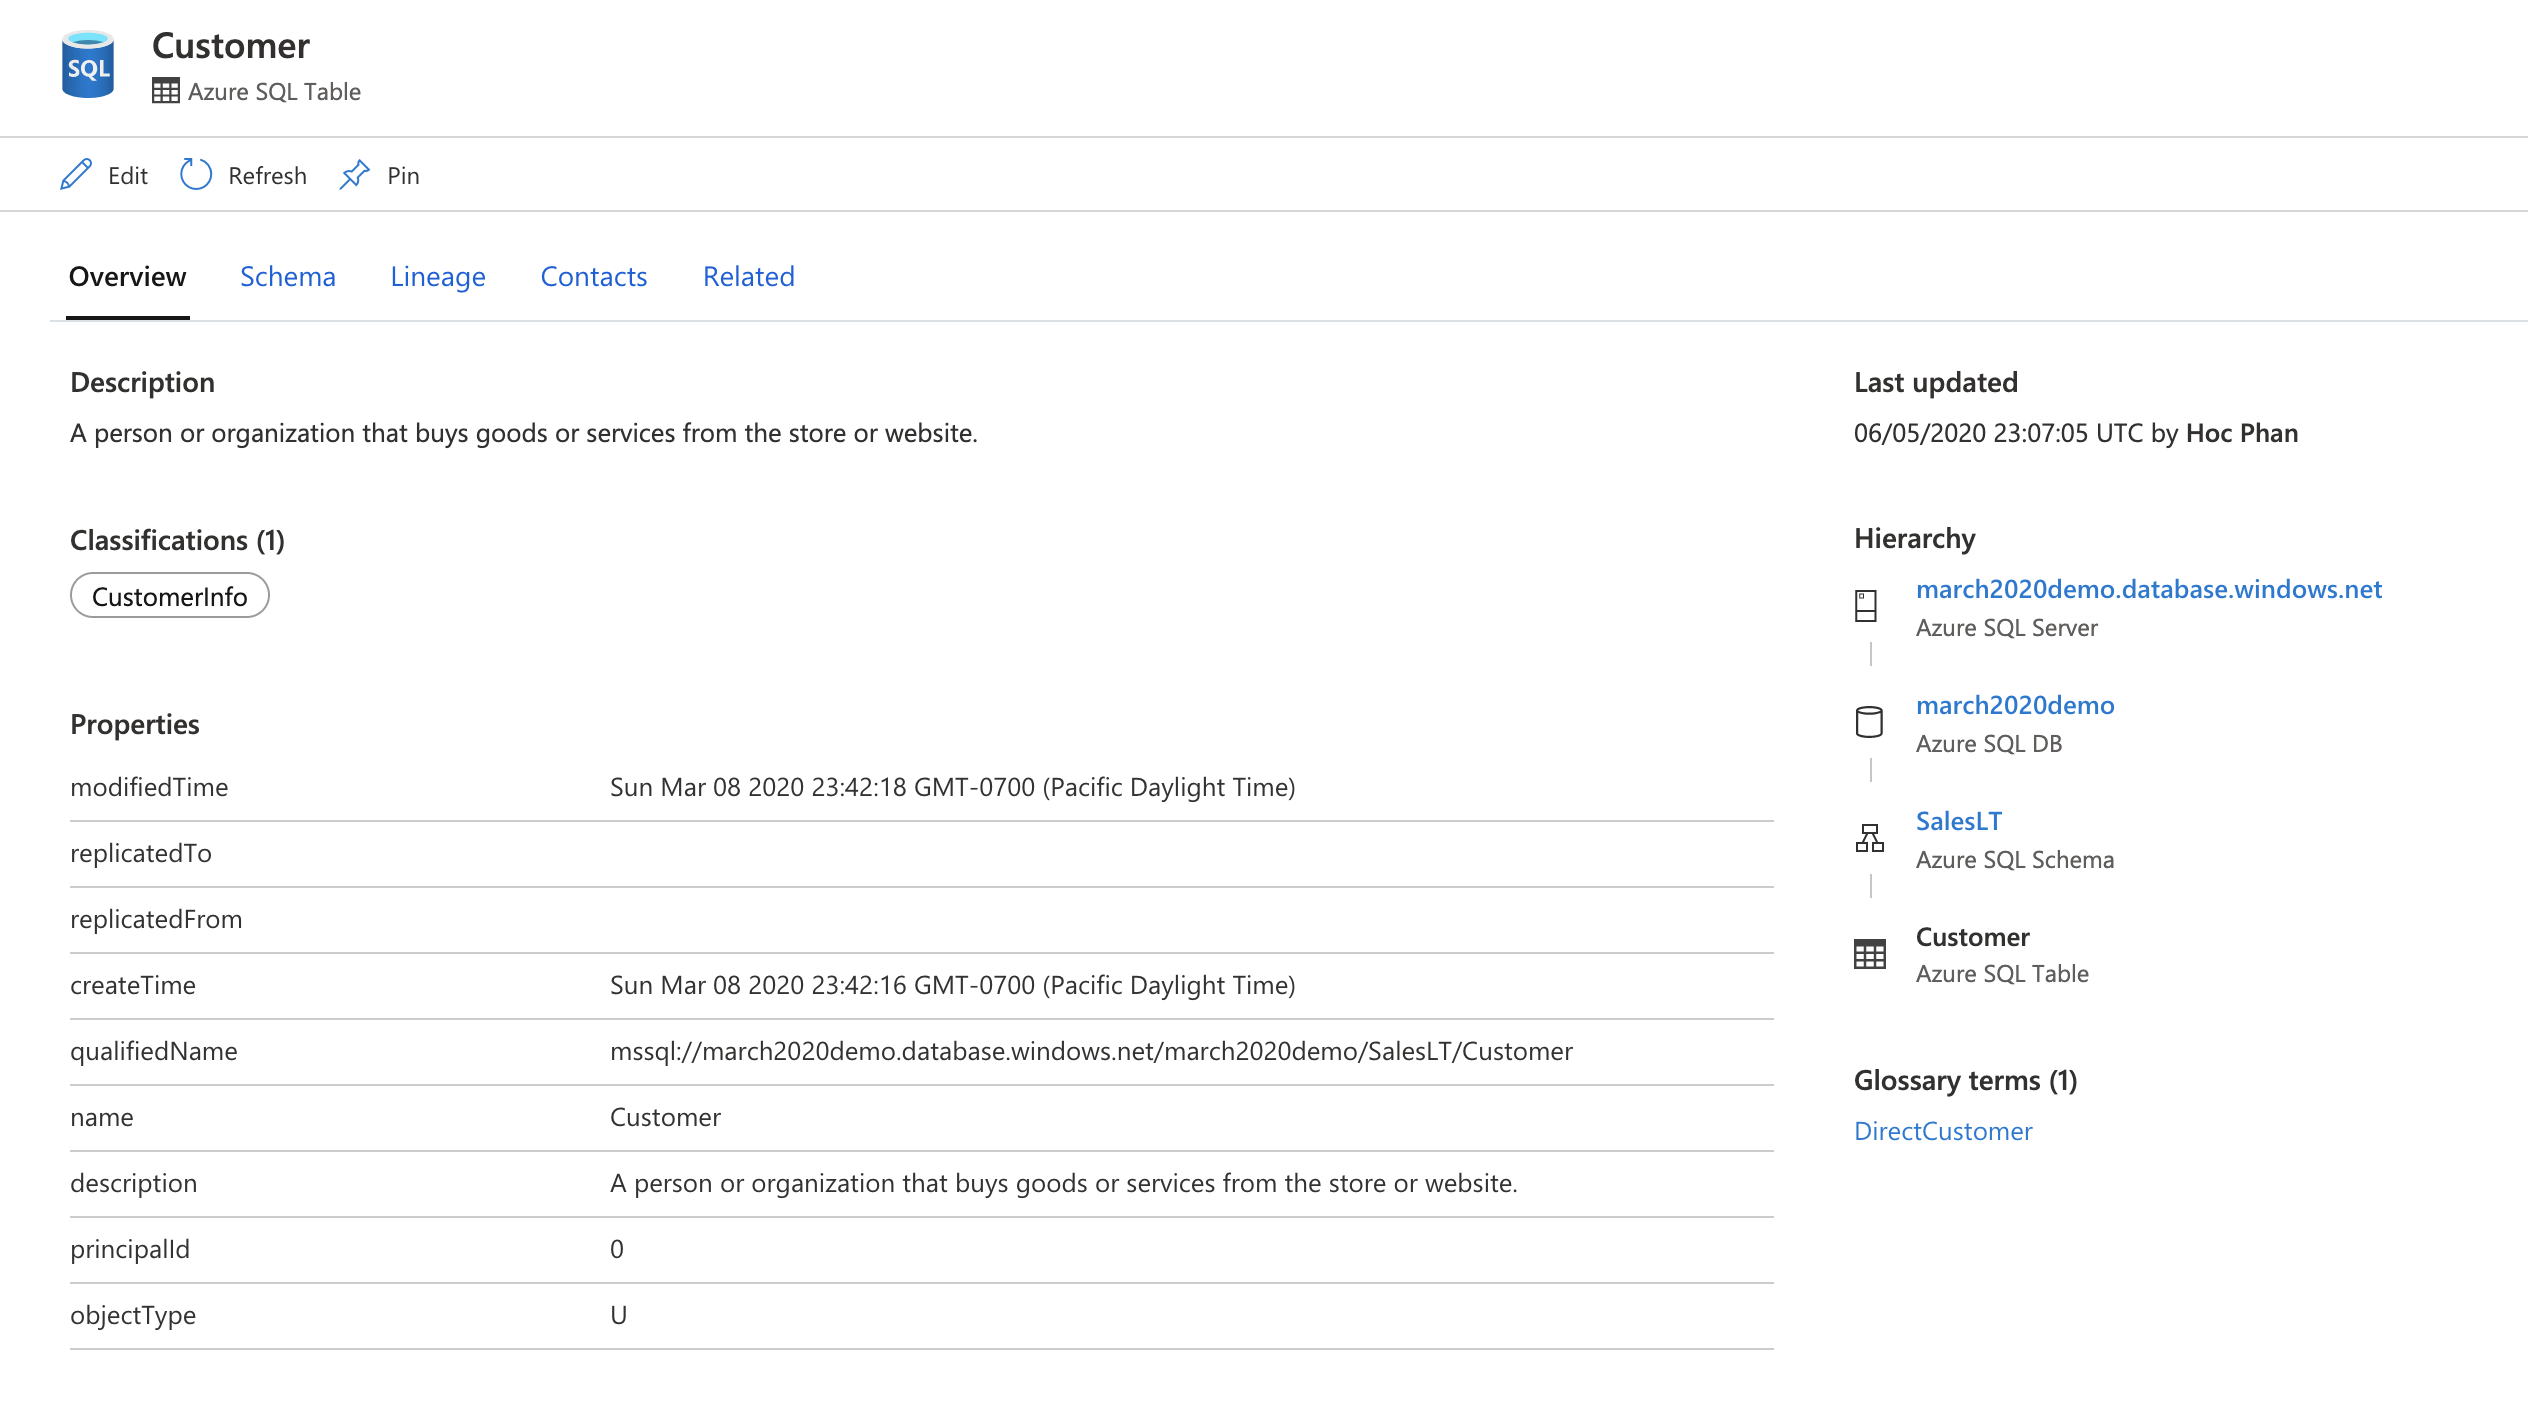 SQL
Customer
Azure SQL Table
Edit Refresh Pin
Overview Schema Lineage Contacts Related
Description
A person or organization that buys goods or services from the store or website.
Classifications (1)
CustomerInfo
Properties
modifiedTime Sun Mar 08 2020 23:42:18 GMT-0700 (Pacific Daylight Time)
replicatedTo
replicatedFrom
createTime Sun Mar 08 2020 23:42:16 GMT-0700 (Pacific Daylight Time)
qualifiedName mssql://march2020demo.database.windows.net/march2020demo/SalesLT/Customer
name Customer
description A person or organization that buys goods or services from the store or website.
principalId 0
objectType U
Last updated
06/05/2020 23:07:05 UTC by Hoc Phan
Hierarchy
march2020demo.database.windows.net
Azure SQL Server
march2020demo
Azure SQL DB
SalesLT
Azure SQL Schema
Customer
Azure SQL Table
Glossary terms (1)
DirectCustomer